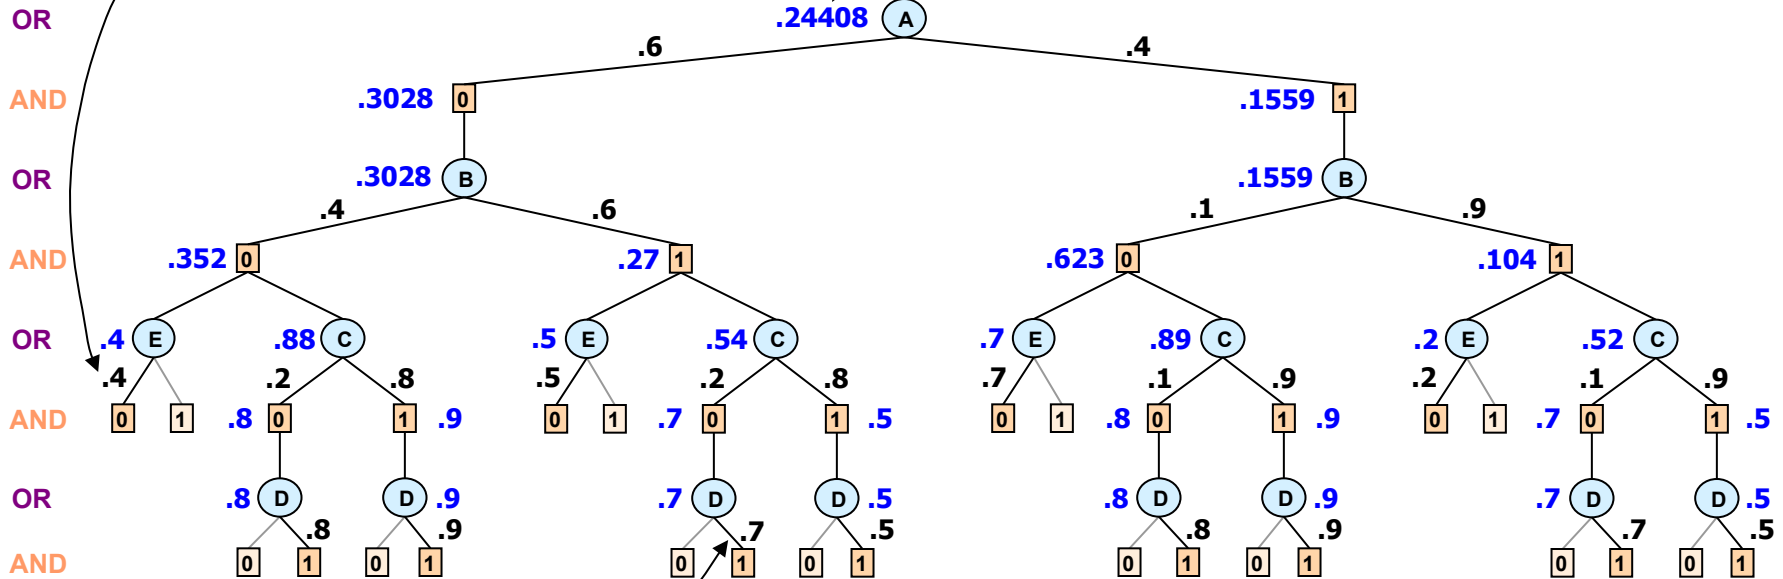 OR .24408 A
.6 .4
AND .3028 0 .1559 1
OR .3028 B .1559 B
.4 .6 .1 .9
AND .352 0 .27 1 .623 0 .104 1
OR .4 E .88 C .5 E .54 C .7 E .89 C .2 E .52 C
.4 .2 .8 .5 .2 .8 .7 .1 .9 .2 .1 .9
AND 0 1 .8 0 1 .9 0 1 .7 0 1 .5 0 1 .8 0 1 .9 0 1 .7 0 1 .5
OR .8 D D .9 .7 D D .5 .8 D D .9 .7 D D .5
.8 .9 .7 .5 .8 .9 .7 .5
AND 0 1 0 1 0 1 0 1 0 1 0 1 0 1 0 1